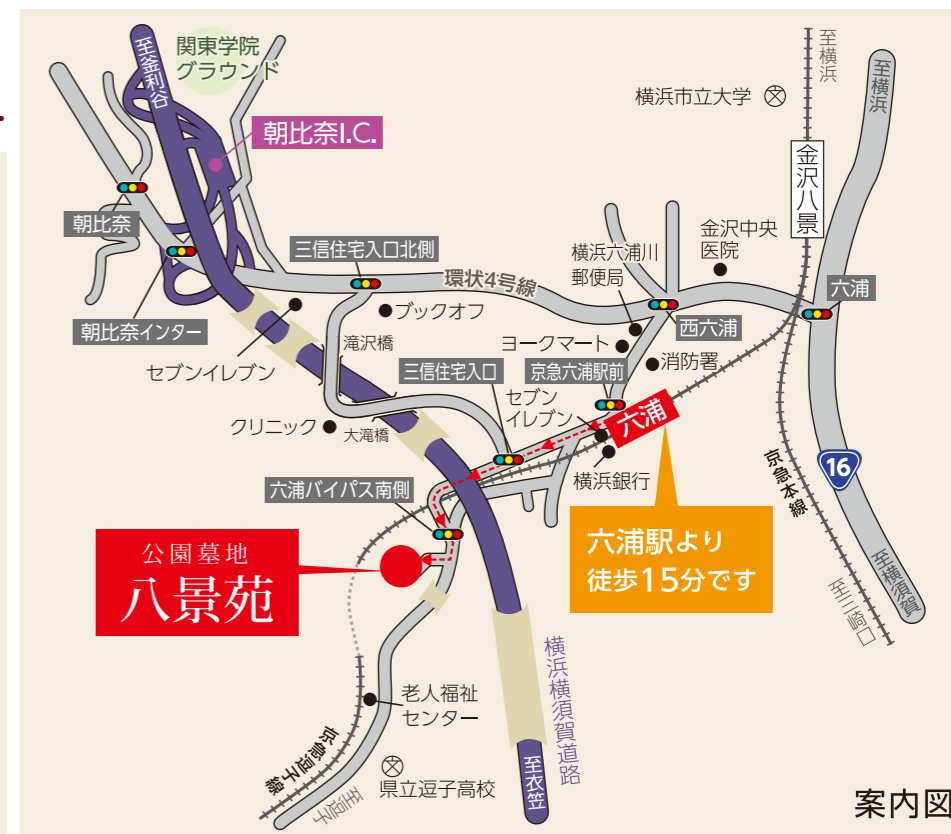 至釜利谷
関東学院
グラウンド
朝比奈I.C.
朝比奈
朝比奈インター
三信住宅入口北側
環状4号線
ブックオフ
セブンイレブン
滝沢橋
三信住宅入口
クリニック
大滝橋
横浜市立大学
至横浜
至横浜
金沢八景
金沢中央
医院
横浜六浦川
郵便局
六浦
西六浦
ヨークマート
消防署
京急六浦駅前
セブン
イレブン
六浦
横浜銀行
16
京急本線
至横須賀
至三崎口
六浦バイパス南側
公園墓地
八景苑
六浦駅より
徒歩15分です
横浜横須賀道路
至衣笠
老人福祉
センター
京急逗子線
至逗子
県立逗子高校
案内図